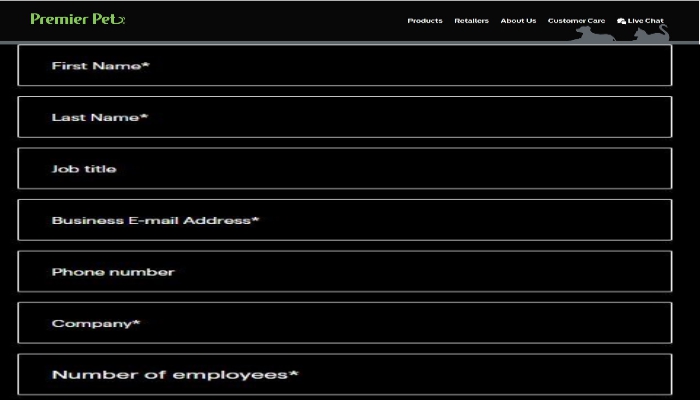 Premier Pet
Products Retailers About Us Customer Care Live Chat
First Name*
Last Name*
Job title
Business E-mail Address*
Phone number
Company*
Number of employees*